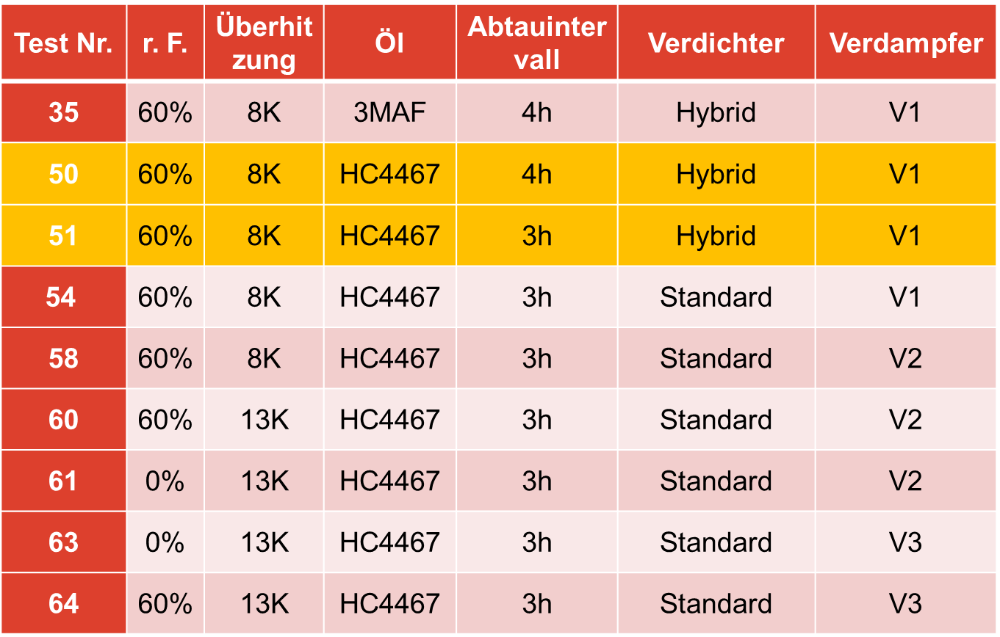 Test Nr. r. F. Überhit zung Öl Abtauinter vall Verdichter Verdampfer
35 60% 8K 3MAF 4h Hybrid V1
50 60% 8K HC4467 4h Hybrid V1
51 60% 8K HC4467 3h Hybrid V1
54 60% 8K HC4467 3h Standard V1
58 60% 8K HC4467 3h Standard V2
60 60% 13K HC4467 3h Standard V2
61 0% 13K HC4467 3h Standard V2
63 0% 13K HC4467 3h Standard V3
64 60% 13K HC4467 3h Standard V3